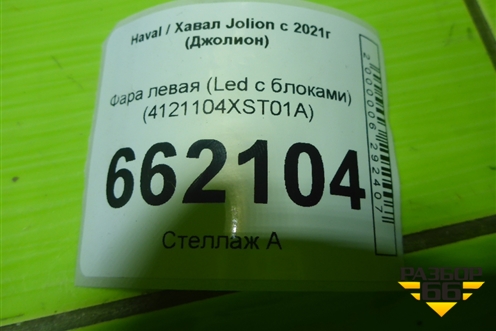 Haval / Хавал Jolion с 2021г
(Джолион)
Фара левая (Led с блоками)
(4121104XST01A)
662104
Стеллаж А
2000006292407
РАЗБОР
66